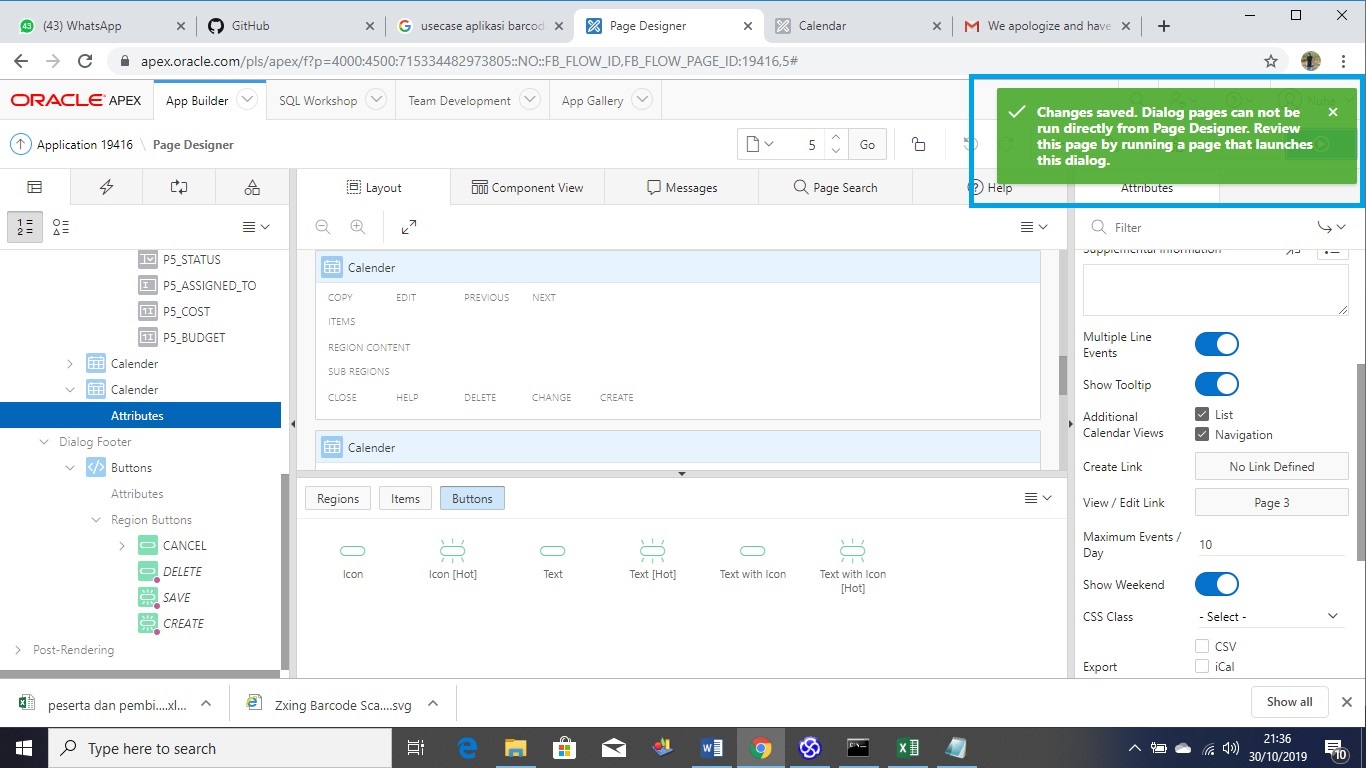 (43) WhatsApp
GitHub
usecase aplikasi barcod
Page Designer
Calendar
We apologize and have
apex.oracle.com/pls/apex/f?p=4000:4500:715334482973805::NO::FB_FLOW_ID,FB_FLOW_PAGE_ID:19416,5#
ORACLE APEX
App Builder
SQL Workshop
Team Development
App Gallery
Changes saved. Dialog pages can not be
run directly from Page Designer. Review
this page by running a page that launches
this dialog.
Application 19416 \ Page Designer
5
Go
Layout
Component View
Messages
Page Search
Help
Attributes
Filter
P5_STATUS
P5_ASSIGNED_TO
P5_COST
P5_BUDGET
Calender
Calender
Attributes
Dialog Footer
Buttons
Attributes
Region Buttons
CANCEL
DELETE
SAVE
CREATE
Post-Rendering
Calender
COPY EDIT PREVIOUS NEXT
ITEMS
REGION CONTENT
SUB REGIONS
CLOSE HELP DELETE CHANGE CREATE
Calender
Regions Items Buttons
Icon
Icon [Hot]
Text
Text [Hot]
Text with Icon
Text with Icon
[Hot]
Supplemental Information
Multiple Line
Events
Show Tooltip
Additional
Calendar Views
List
Navigation
Create Link
No Link Defined
View / Edit Link
Page 3
Maximum Events /
Day
10
Show Weekend
CSS Class
- Select -
Export
CSV
iCal
peserta dan pembi....xl...
Zxing Barcode Sca....svg
Show all
Type here to search
21:36
30/10/2019
10